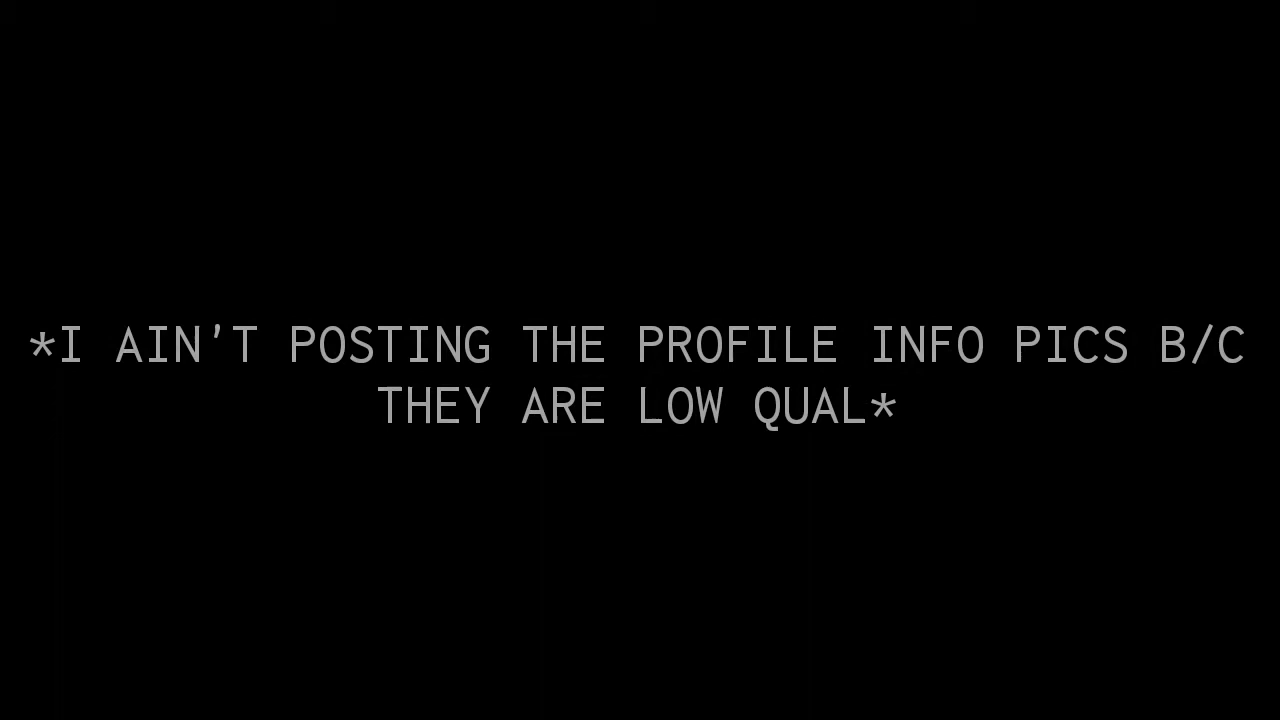 *I AIN'T POSTING THE PROFILE INFO PICS B/C
THEY ARE LOW QUAL*